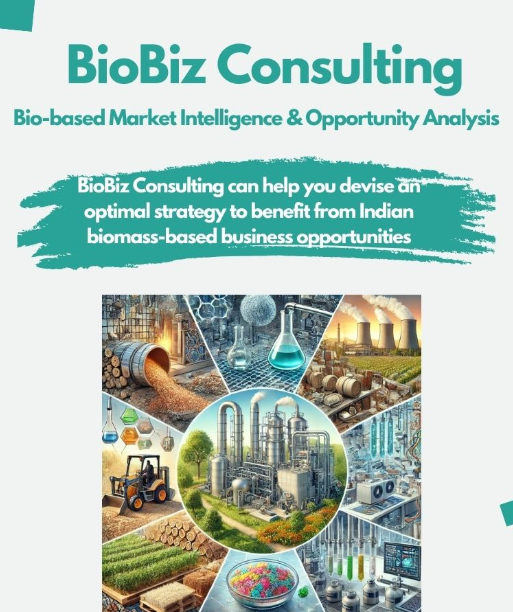 BioBiz Consulting
Bio-based Market Intelligence & Opportunity Analysis
BioBiz Consulting can help you devise an
optimal strategy to benefit from Indian
biomass-based business opportunities